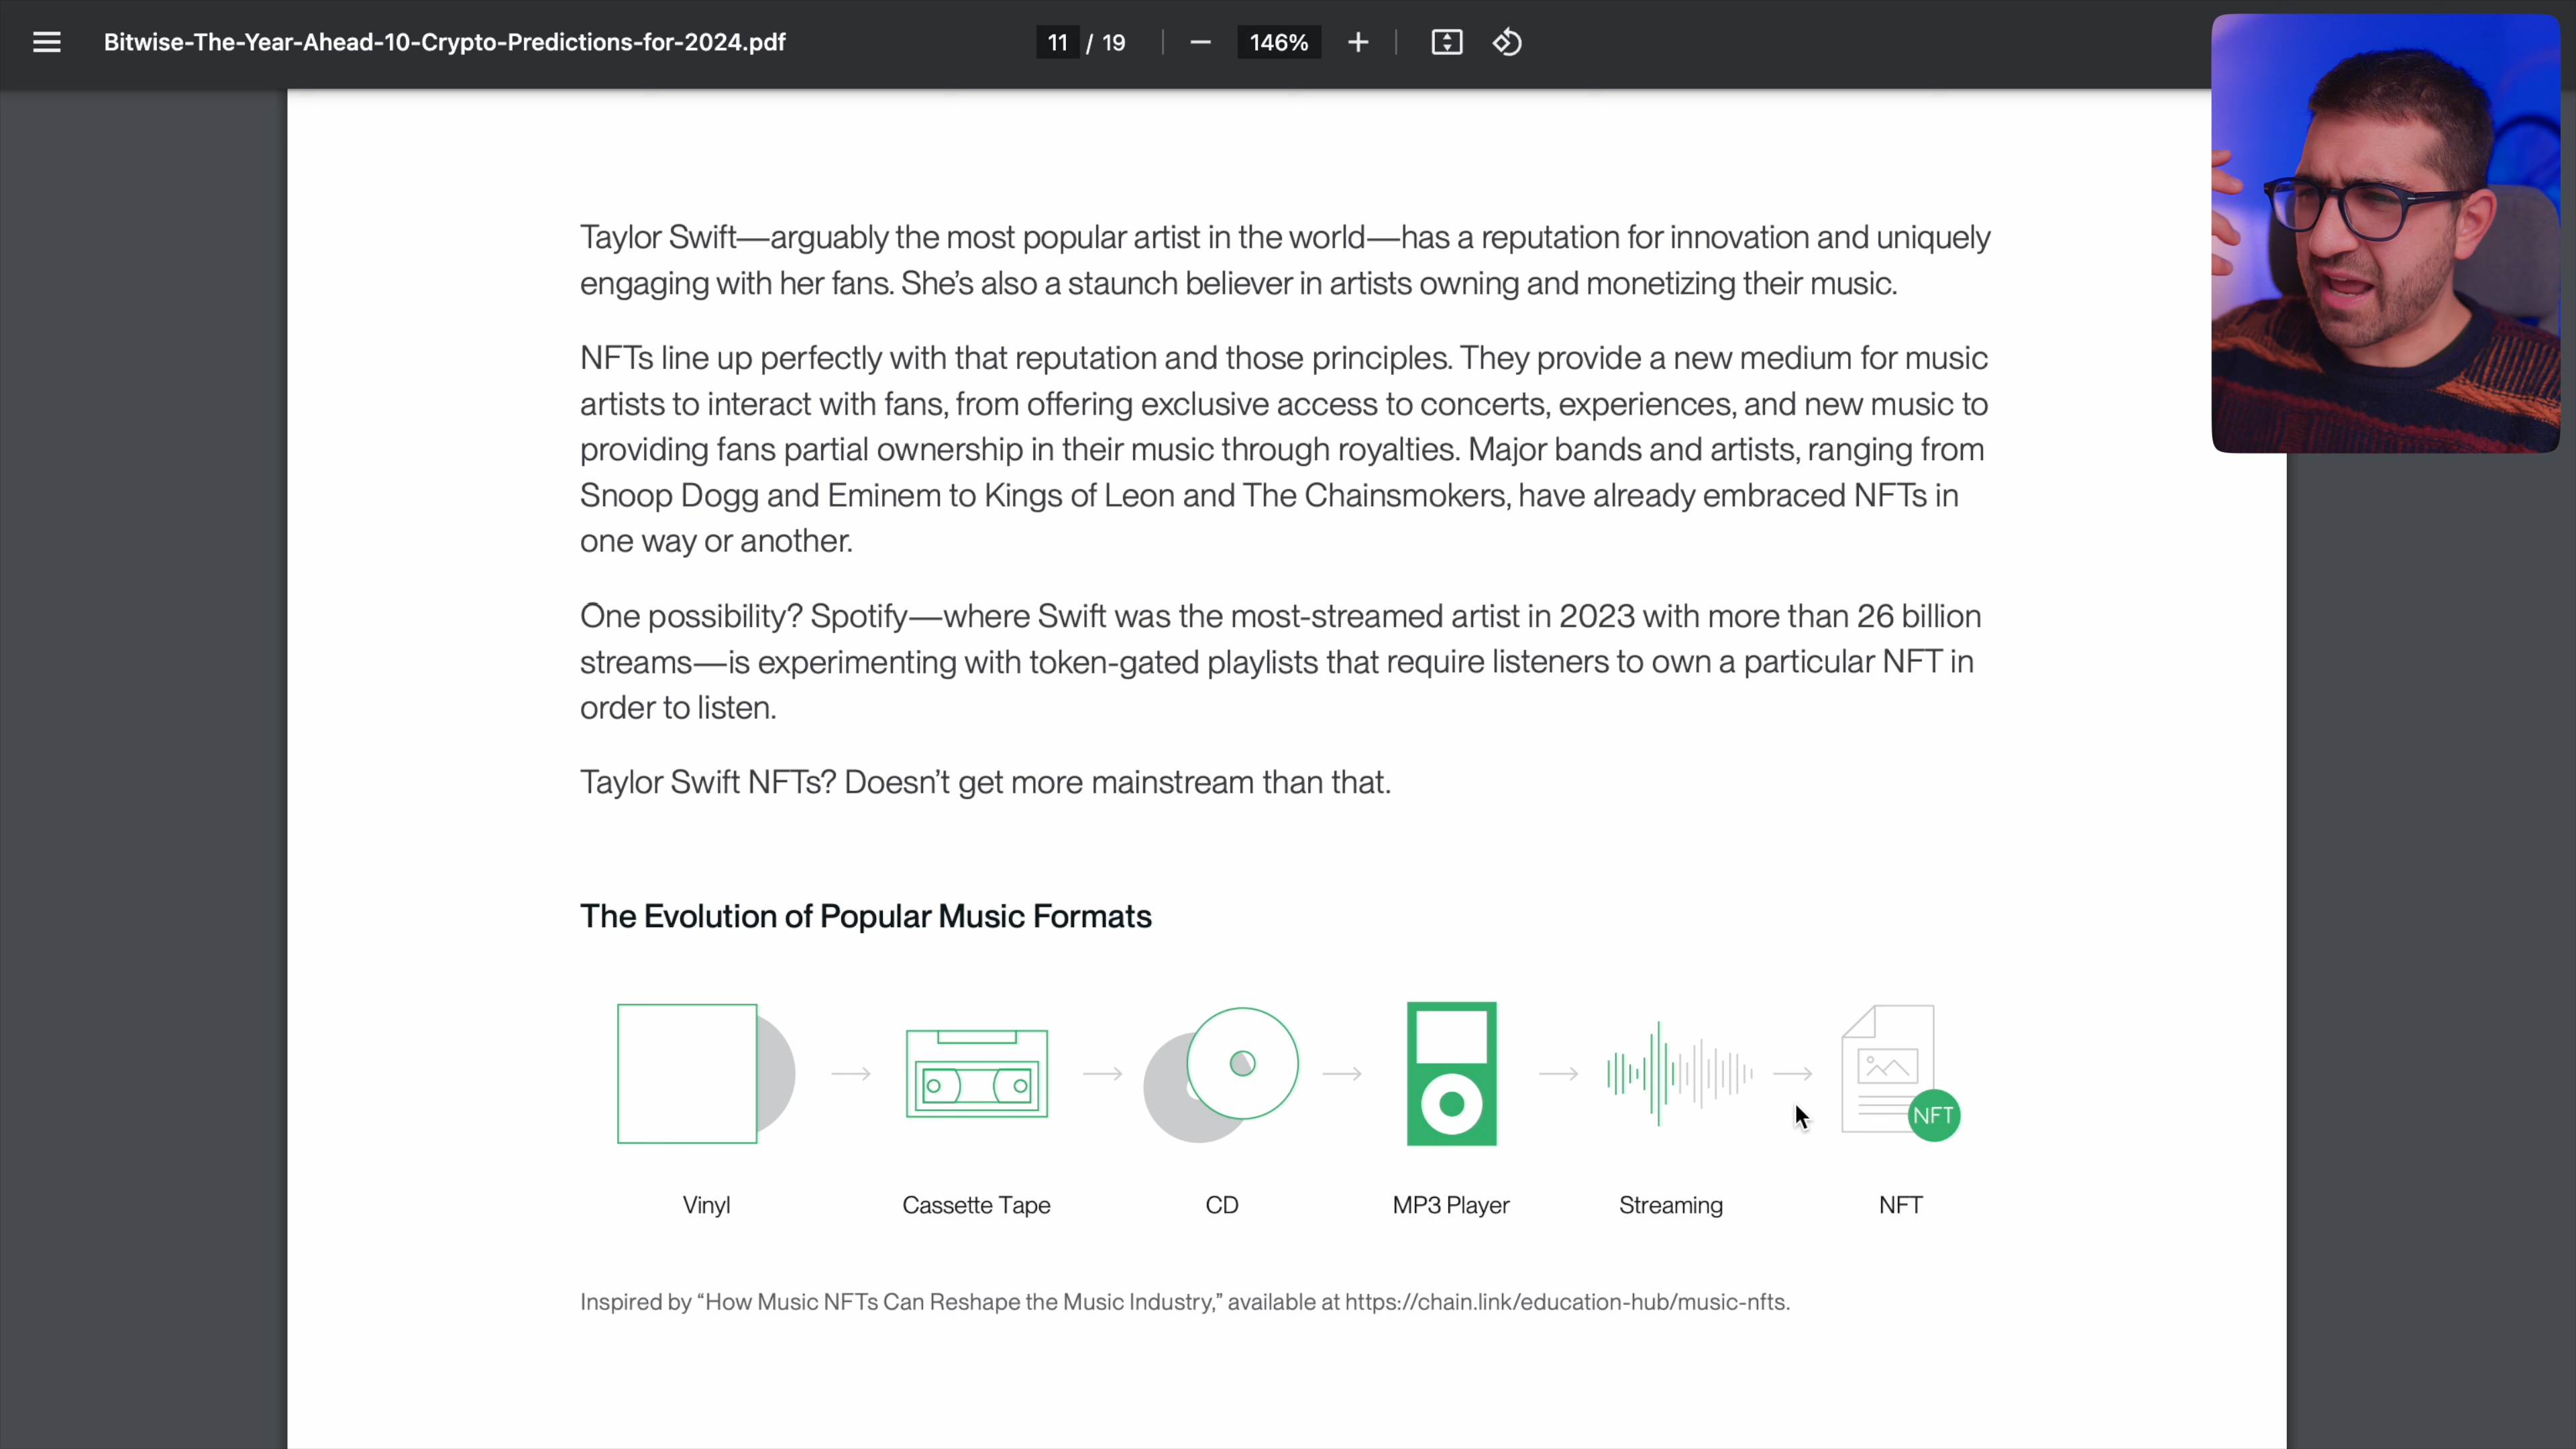 Bitwise-The-Year-Ahead-10-Crypto-Predictions-for-2024.pdf
11 / 19
146%
Taylor Swift—arguably the most popular artist in the world—has a reputation for innovation and uniquely
engaging with her fans. She’s also a staunch believer in artists owning and monetizing their music.
NFTs line up perfectly with that reputation and those principles. They provide a new medium for music
artists to interact with fans, from offering exclusive access to concerts, experiences, and new music to
providing fans partial ownership in their music through royalties. Major bands and artists, ranging from
Snoop Dogg and Eminem to Kings of Leon and The Chainsmokers, have already embraced NFTs in
one way or another.
One possibility? Spotify—where Swift was the most-streamed artist in 2023 with more than 26 billion
streams—is experimenting with token-gated playlists that require listeners to own a particular NFT in
order to listen.
Taylor Swift NFTs? Doesn’t get more mainstream than that.
The Evolution of Popular Music Formats
NFT
Vinyl
Cassette Tape
CD
MP3 Player
Streaming
NFT
Inspired by “How Music NFTs Can Reshape the Music Industry,” available at https://chain.link/education-hub/music-nfts.